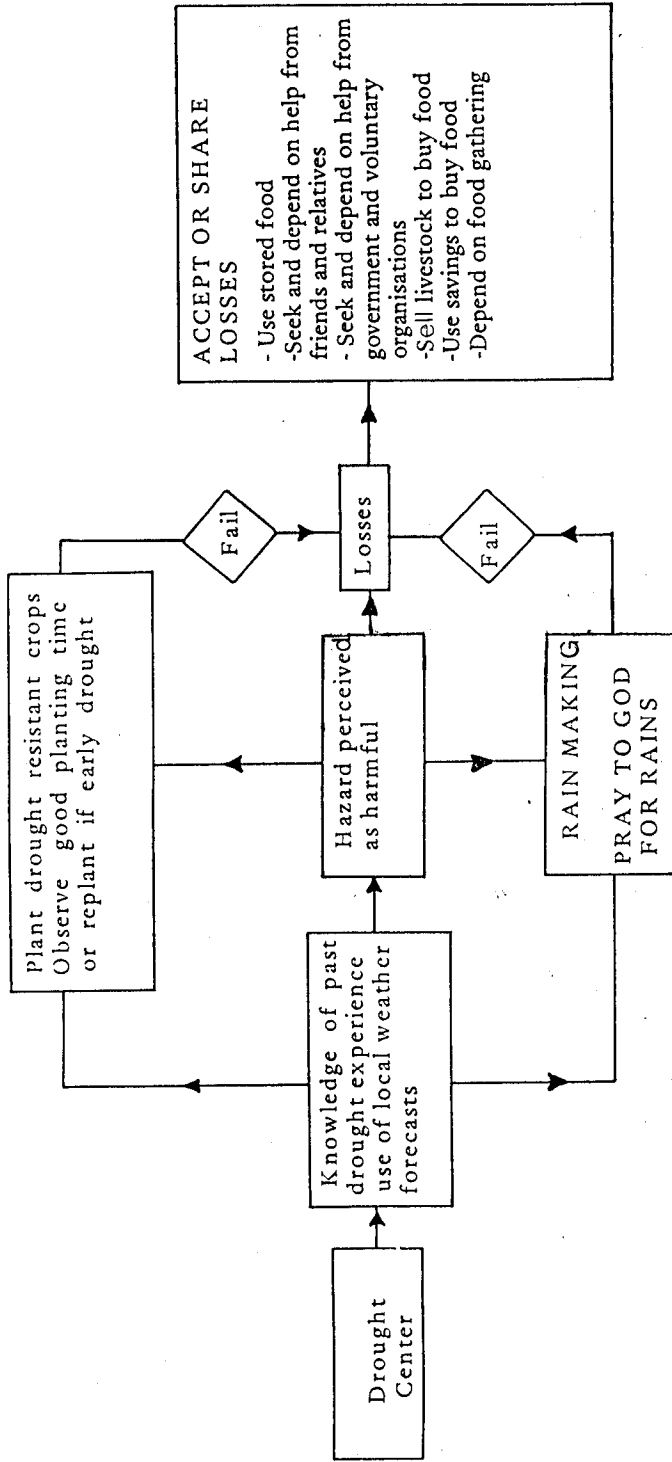 Drought
Center
Knowledge of past
drought experience
use of local weather
forecasts
Plant drought resistant crops
Observe good planting time
or replant if early drought
Hazard perceived
as harmful
RAIN MAKING
PRAY TO GOD
FOR RAINS
Fail
Losses
Fail
ACCEPT OR SHARE
LOSSES
- Use stored food
-Seek and depend on help from
friends and relatives
- Seek and depend on help from
government and voluntary
organisations
-Sell livestock to buy food
-Use savings to buy food
-Depend on food gathering